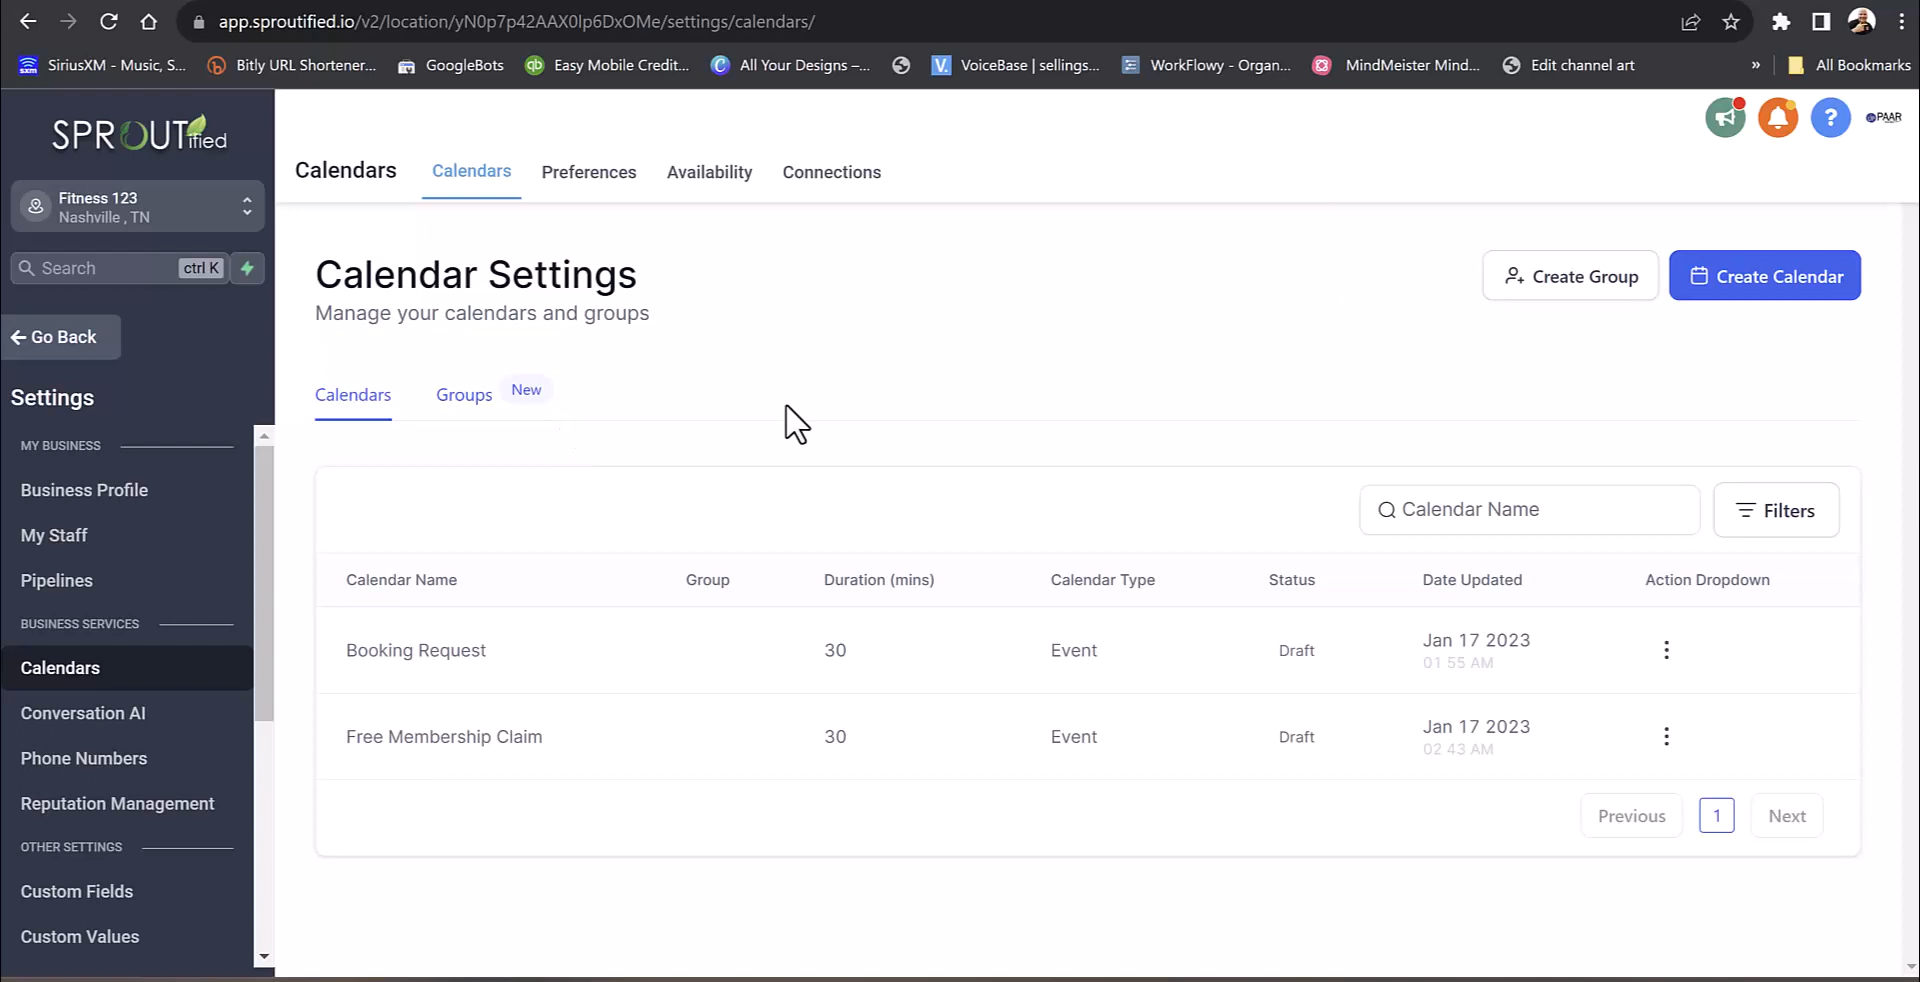 app.sproutified.io/v2/location/yN0p7p42AAX0lp6DxOMe/settings/calendars/
SiriusXM - Music, S...
Bitly URL Shortener...
GoogleBots
Easy Mobile Credit...
All Your Designs –...
VoiceBase | sellings...
WorkFlowy - Organ...
MindMeister Mind...
Edit channel art
»
All Bookmarks
SPROUTified
Fitness 123
Nashville , TN
Search
ctrl K
Go Back
Settings
MY BUSINESS
Business Profile
My Staff
Pipelines
BUSINESS SERVICES
Calendars
Conversation AI
Phone Numbers
Reputation Management
OTHER SETTINGS
Custom Fields
Custom Values
PAAR
Calendars
Calendars
Preferences
Availability
Connections
Calendar Settings
Manage your calendars and groups
Create Group
Create Calendar
Calendars
Groups
New
Calendar Name
Filters
Calendar Name
Group
Duration (mins)
Calendar Type
Status
Date Updated
Action Dropdown
Booking Request
30
Event
Draft
Jan 17 2023
01 55 AM
Free Membership Claim
30
Event
Draft
Jan 17 2023
02 43 AM
Previous
1
Next